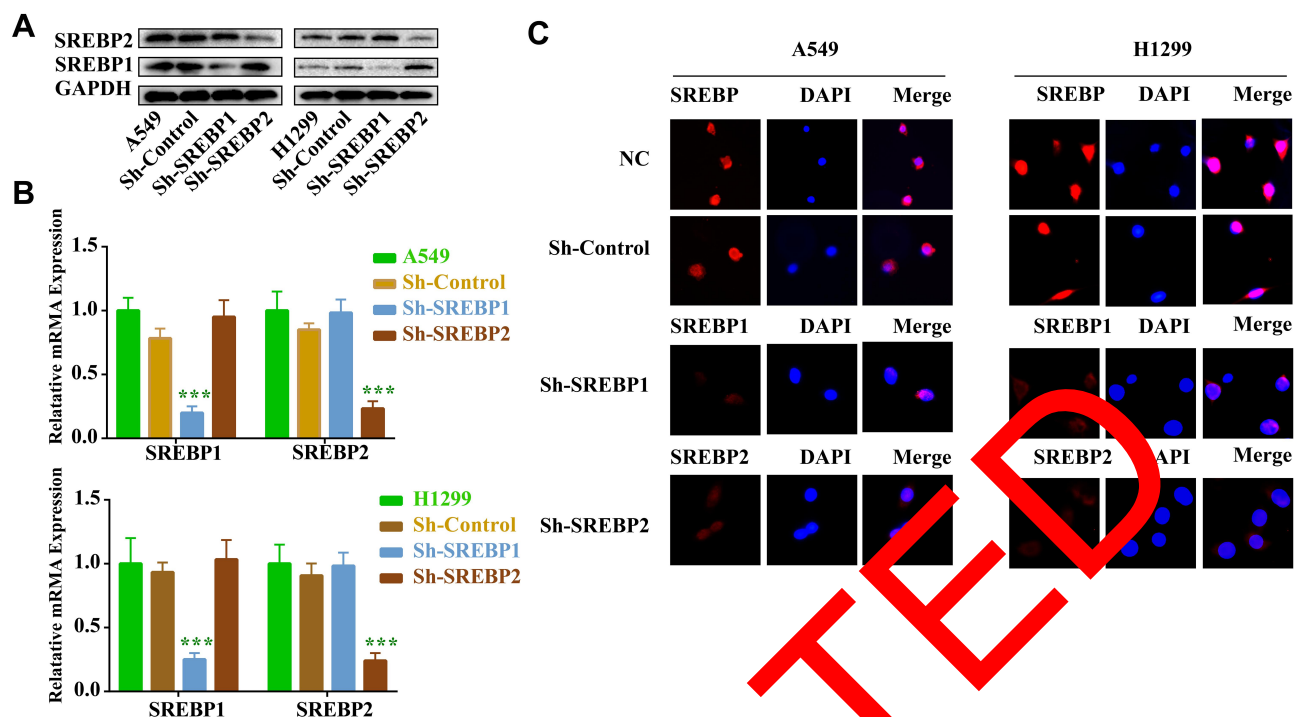 A
SREBP2
SREBP1
GAPDH
A549
Sh-Control
Sh-SREBP1
Sh-SREBP2
H1299
Sh-Control
Sh-SREBP1
Sh-SREBP2
B
Relatative mRMA Expression
1.5
1.0
0.5
0.0
A549
Sh-Control
Sh-SREBP1
Sh-SREBP2
***
***
SREBP1
SREBP2
Relatative mRMA Expression
1.5
1.0
0.5
0.0
H1299
Sh-Control
Sh-SREBP1
Sh-SREBP2
***
***
SREBP1
SREBP2
C
A549
H1299
SREBP DAPI Merge
SREBP DAPI Merge
NC
Sh-Control
SREBP1 DAPI Merge
SREBP1 DAPI Merge
Sh-SREBP1
SREBP2 DAPI Merge
SREBP2 DAPI Merge
Sh-SREBP2
TED